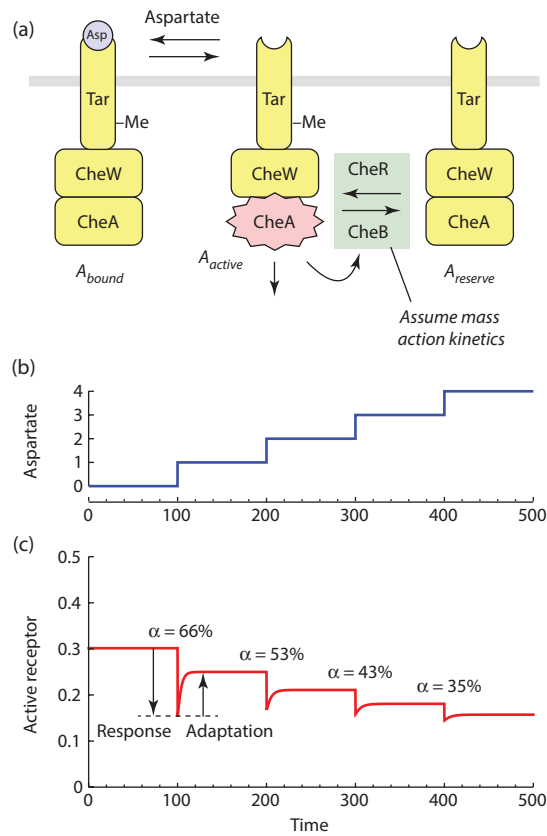 (a)
Aspartate
Asp
Tar
Tar
Tar
–Me
–Me
CheW
CheW
CheR
CheW
CheA
CheA
CheB
CheA
A bound
A active
A reserve
Assume mass
action kinetics
(b)
Aspartate
4
3
2
1
0
0
100
200
300
400
500
(c)
Active receptor
0.5
0.4
0.3
0.2
0.1
0
α = 66%
α = 53%
α = 43%
α = 35%
Response
Adaptation
0
100
200
300
400
500
Time